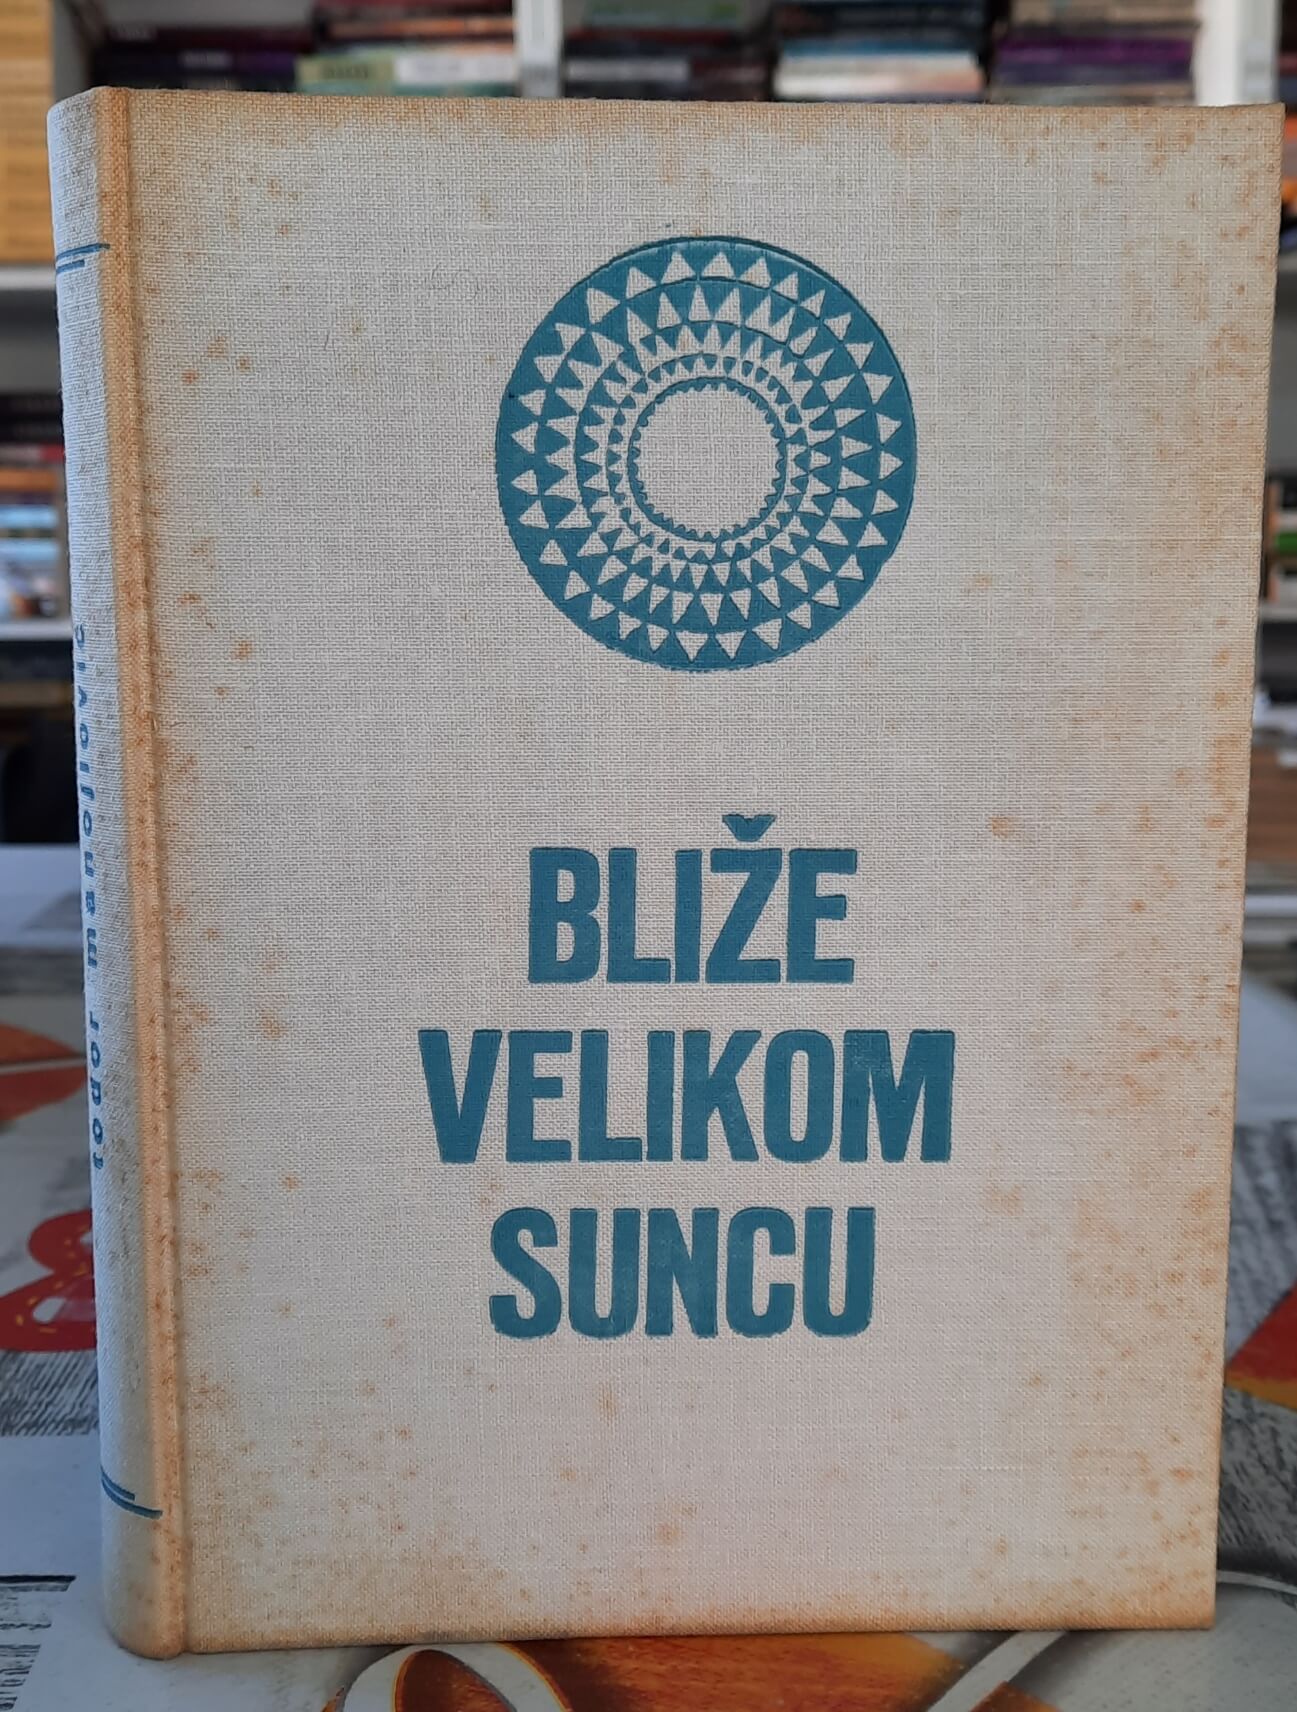 BLIŽE
VELIKOM
SUNCU
todor manojlović